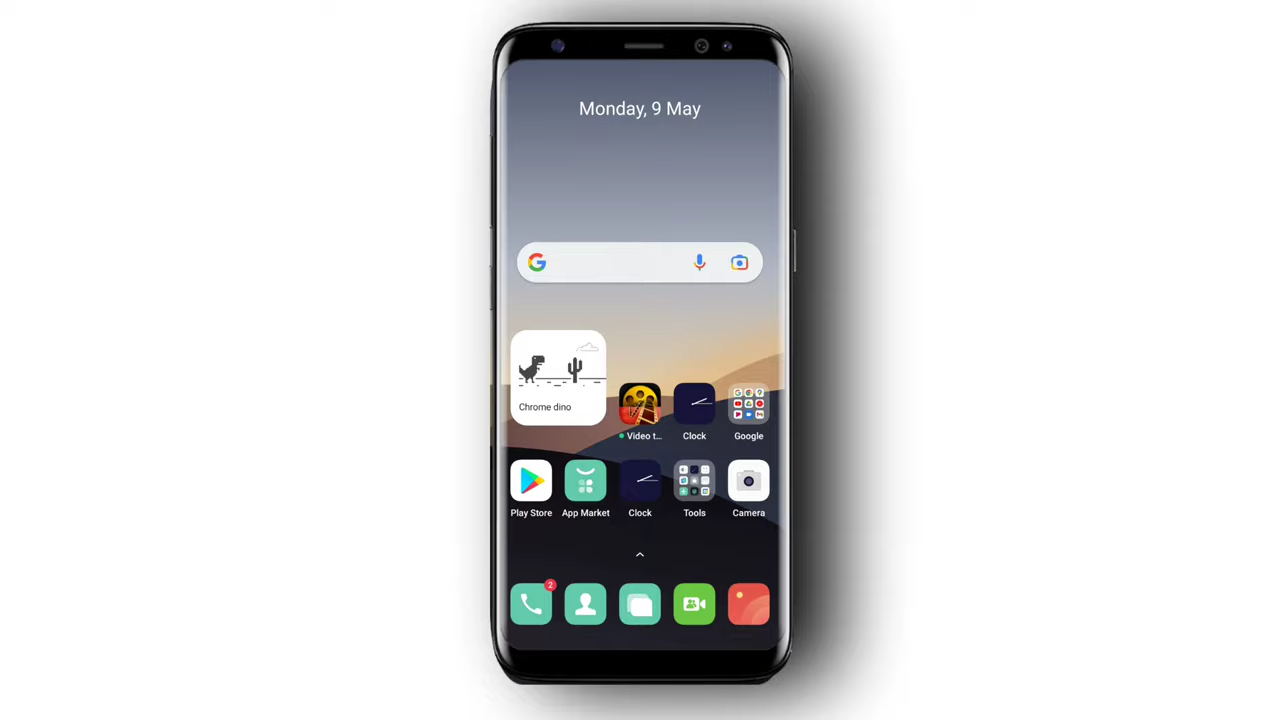 Monday, 9 May
Chrome dino
Video t...
Clock
Google
Play Store
App Market
Clock
Tools
Camera
2